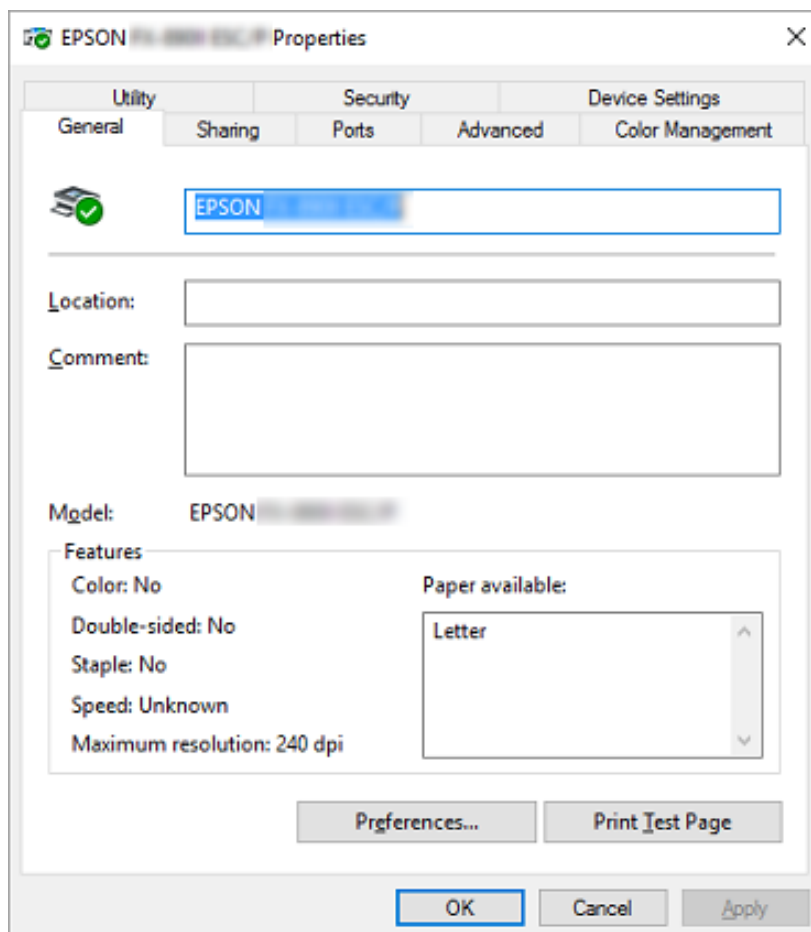 EPSON Properties
Utility Security Device Settings
General Sharing Ports Advanced Color Management
EPSON
Location:
Comment:
Model: EPSON
Features
Color: No
Paper available:
Double-sided: No
Letter
Staple: No
Speed: Unknown
Maximum resolution: 240 dpi
Preferences... Print Test Page
OK Cancel Apply